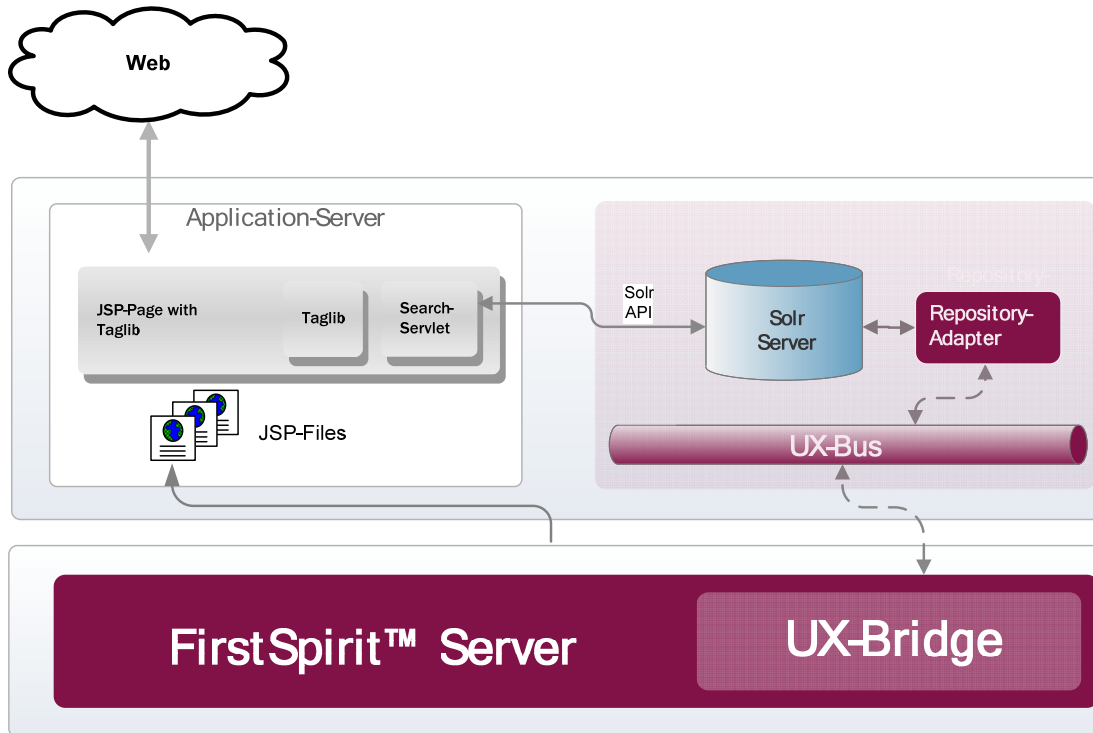 Web
Application-Server
JSP-Page with
Taglib
Taglib
Search-
Servlet
JSP-Files
Solr
API
Solr
Server
Repository-
Repository-
Adapter
UX-Bus
FirstSpirit™ Server
UX-Bridge